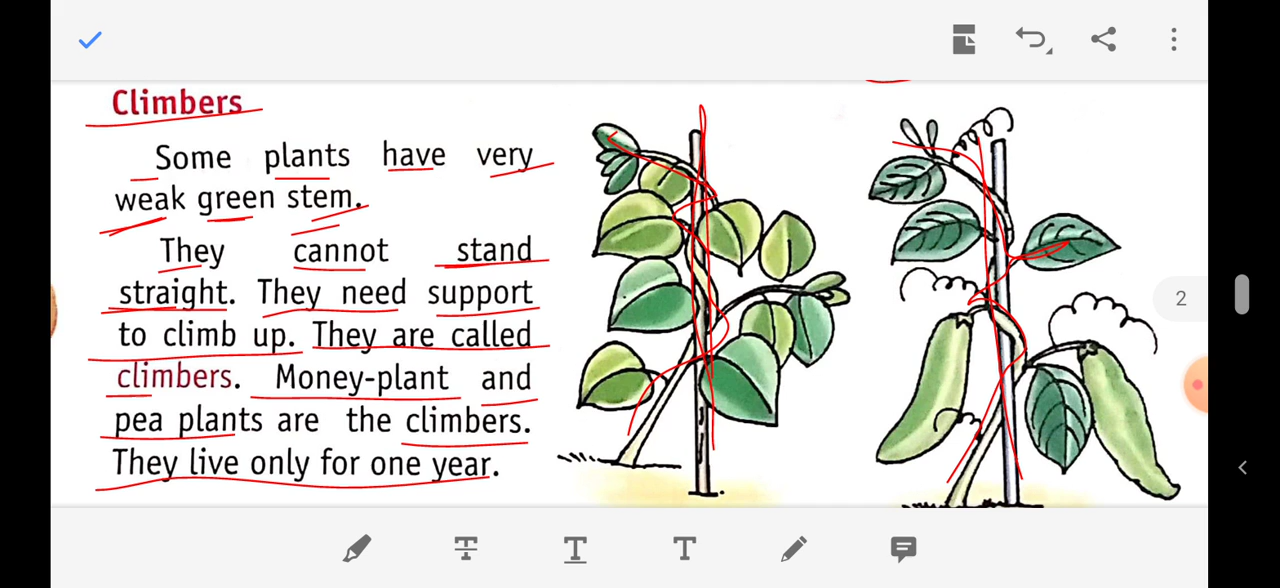 Climbers
Some plants have very
weak green stem.
They cannot stand
straight. They need support
to climb up. They are called
climbers. Money-plant and
pea plants are the climbers.
They live only for one year.
2
T
T
T